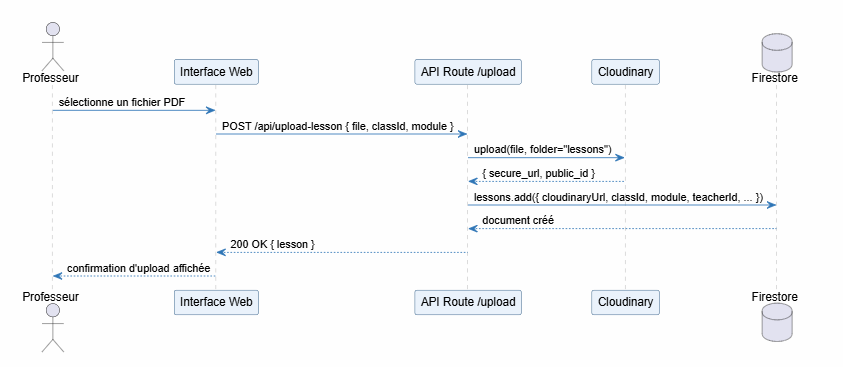 Professeur
Interface Web
API Route /upload
Cloudinary
Firestore
sélectionne un fichier PDF
POST /api/upload-lesson { file, classId, module }
upload(file, folder="lessons")
{ secure_url, public_id }
lessons.add({ cloudinaryUrl, classId, module, teacherId, ... })
document créé
200 OK { lesson }
confirmation d'upload affichée
Professeur
Interface Web
API Route /upload
Cloudinary
Firestore